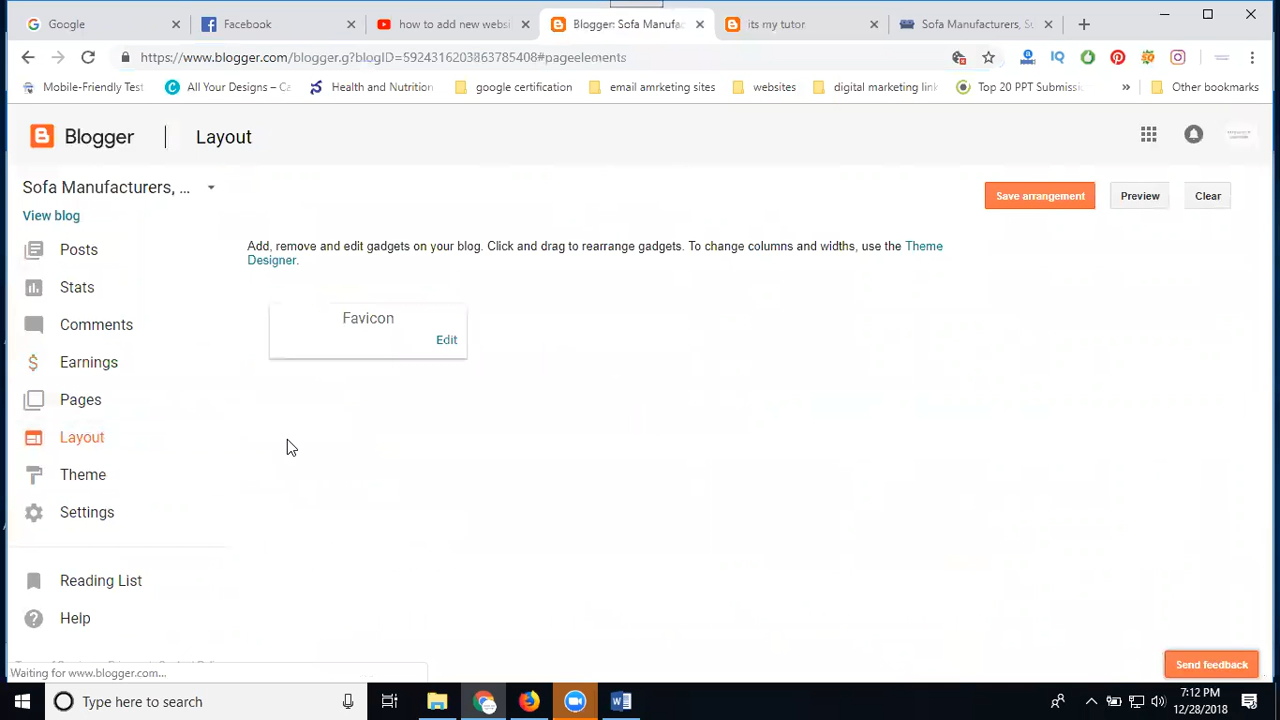 Google
Facebook
how to add new websi
Blogger: Sofa Manufac
its my tutor
Sofa Manufacturers, Su
https://www.blogger.com/blogger.g?blogID=5924316203863785408#pageelements
Mobile-Friendly Test
All Your Designs – Ca
Health and Nutrition
google certification
email amrketing sites
websites
digital marketing link
Top 20 PPT Submissic
Other bookmarks
Blogger
Layout
Sofa Manufacturers, ...
View blog
Save arrangement
Preview
Clear
Posts
Stats
Comments
Earnings
Pages
Layout
Theme
Settings
Reading List
Help
Add, remove and edit gadgets on your blog. Click and drag to rearrange gadgets. To change columns and widths, use the Theme
Designer.
Favicon
Edit
Waiting for www.blogger.com...
Send feedback
Type here to search
7:12 PM
12/28/2018